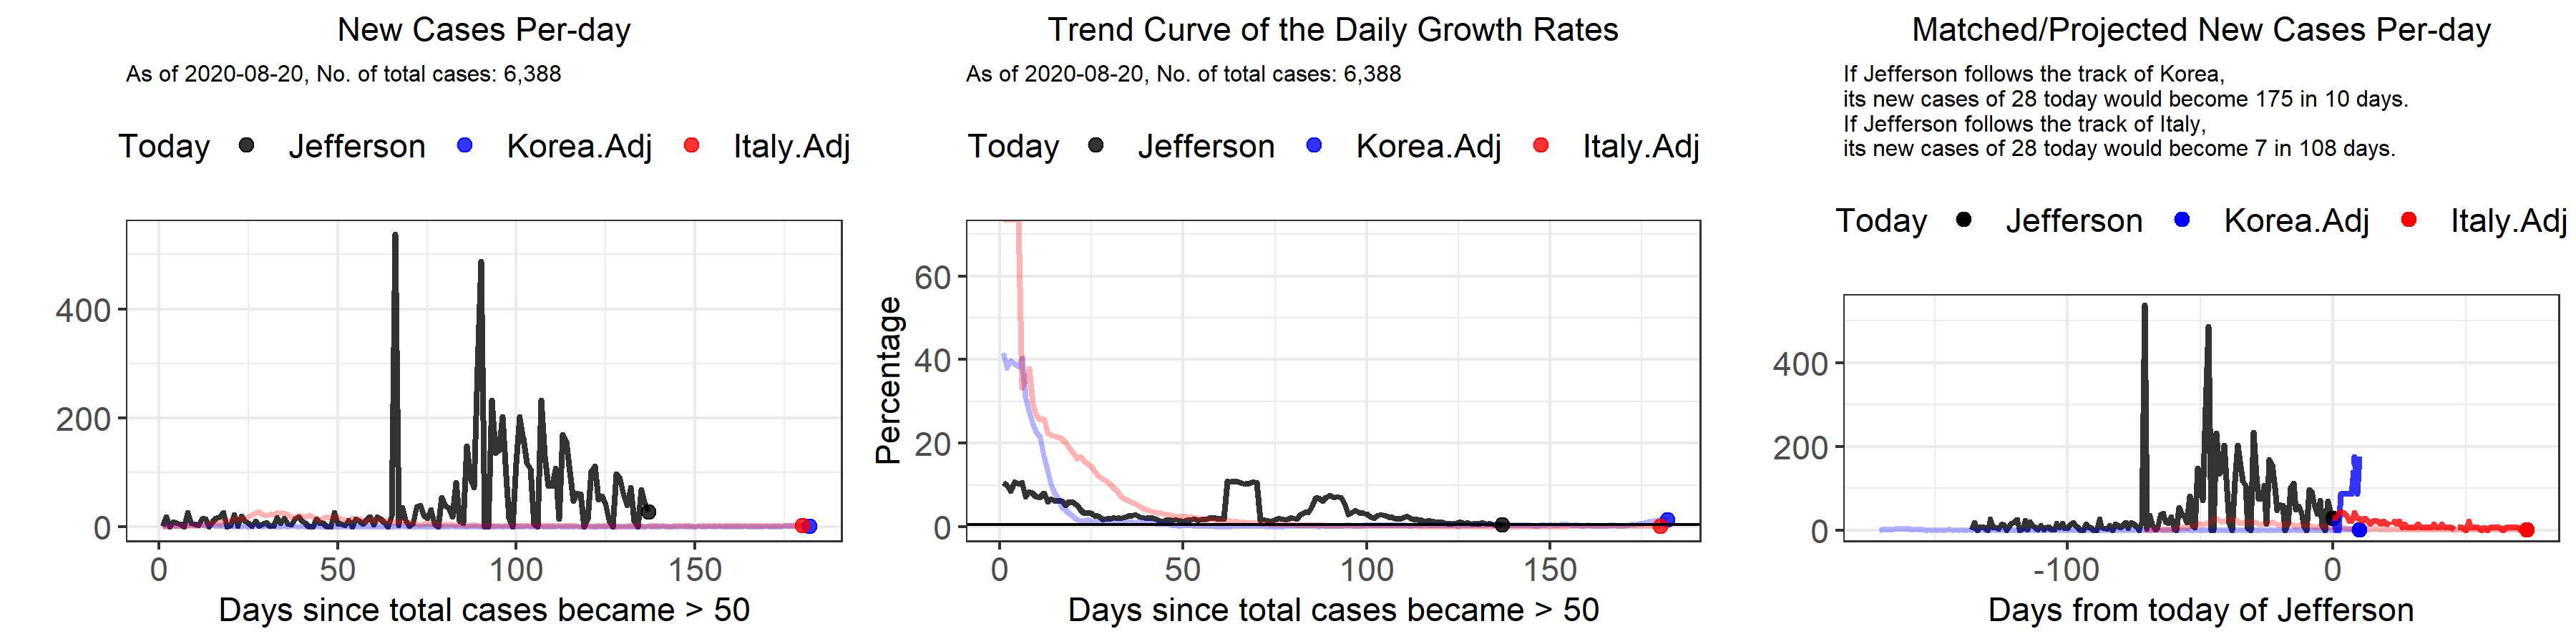 New Cases Per-day
As of 2020-08-20, No. of total cases: 6,388
Today Jefferson Korea.Adj Italy.Adj
400
200
0
0 50 100 150
Days since total cases became > 50
Trend Curve of the Daily Growth Rates
As of 2020-08-20, No. of total cases: 6,388
Today Jefferson Korea.Adj Italy.Adj
Percentage
60
40
20
0
0 50 100 150
Days since total cases became > 50
Matched/Projected New Cases Per-day
If Jefferson follows the track of Korea,
its new cases of 28 today would become 175 in 10 days.
If Jefferson follows the track of Italy,
its new cases of 28 today would become 7 in 108 days.
Today Jefferson Korea.Adj Italy.Adj
400
200
0
-100 0
Days from today of Jefferson